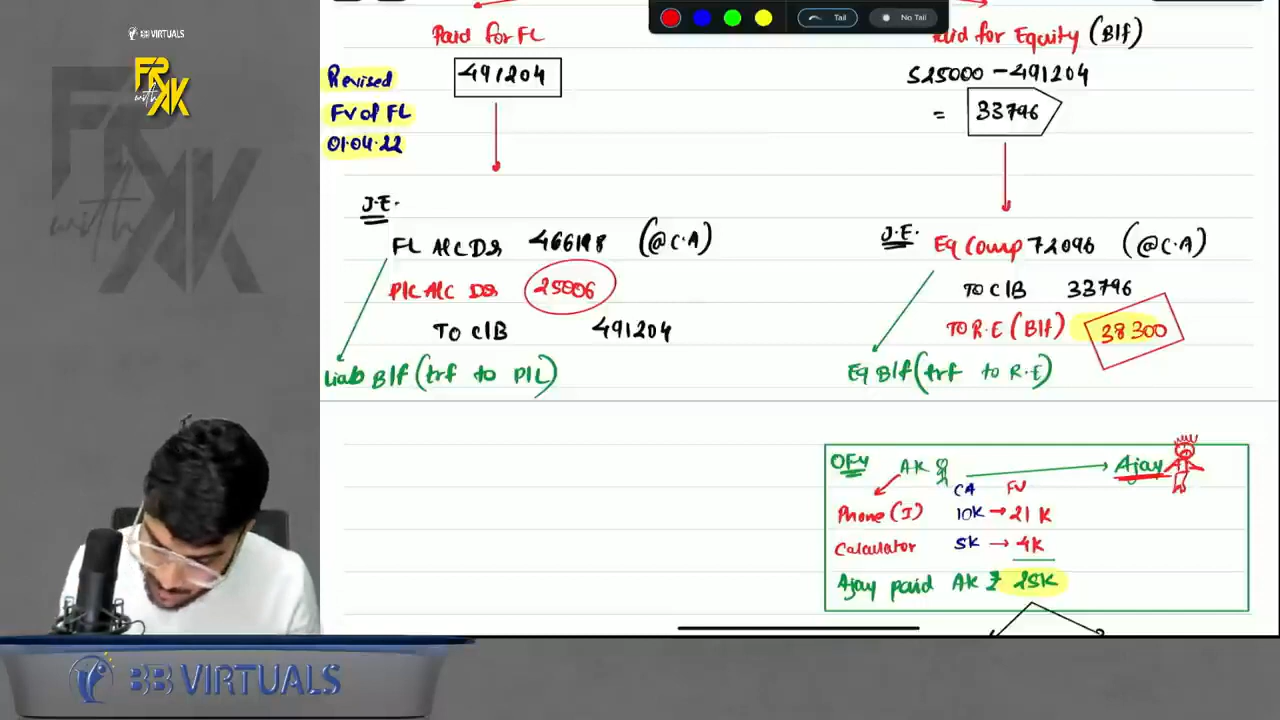 BB VIRTUALS
FR
with
AK
Tail
No Tail
Paid for FL
491204
Revised
FV of FL
01.04.22
J.E.
FL A/c Dr 466198 (@C.A)
P/L A/c Dr 25006
To C/B 491204
Liab B/f (trf to P/L)
Paid for Equity (B/f)
525000 - 491204
= 33796
J.E.
Eq Comp 72096 (@C.A)
To C/B 33796
To R.E (B/f) 38300
Eq B/f (trf to R.E)
AK Ajay
CA FV
Phone (I) 10K → 21K
Calculator 5K → 4K
Ajay paid AK ₹ 25K
BB VIRTUALS